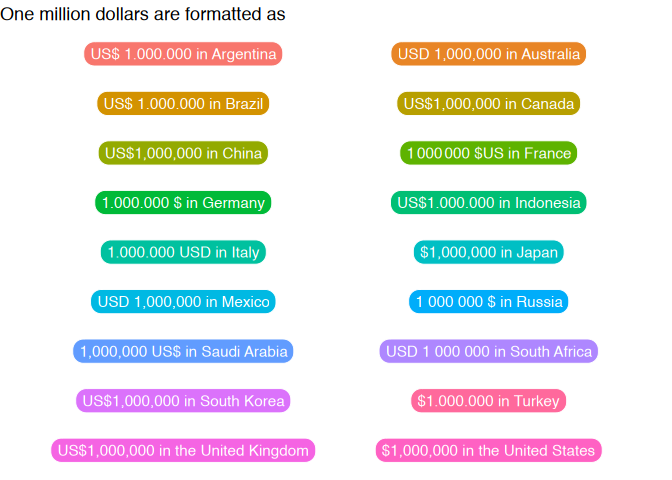 One million dollars are formatted as
US$ 1.000.000 in Argentina
USD 1,000,000 in Australia
US$ 1.000.000 in Brazil
US$1,000,000 in Canada
US$1,000,000 in China
1 000 000 $US in France
1.000.000 $ in Germany
US$1.000.000 in Indonesia
1.000.000 USD in Italy
$1,000,000 in Japan
USD 1,000,000 in Mexico
1 000 000 $ in Russia
1,000,000 US$ in Saudi Arabia
USD 1 000 000 in South Africa
US$1,000,000 in South Korea
$1.000.000 in Turkey
US$1,000,000 in the United Kingdom
$1,000,000 in the United States